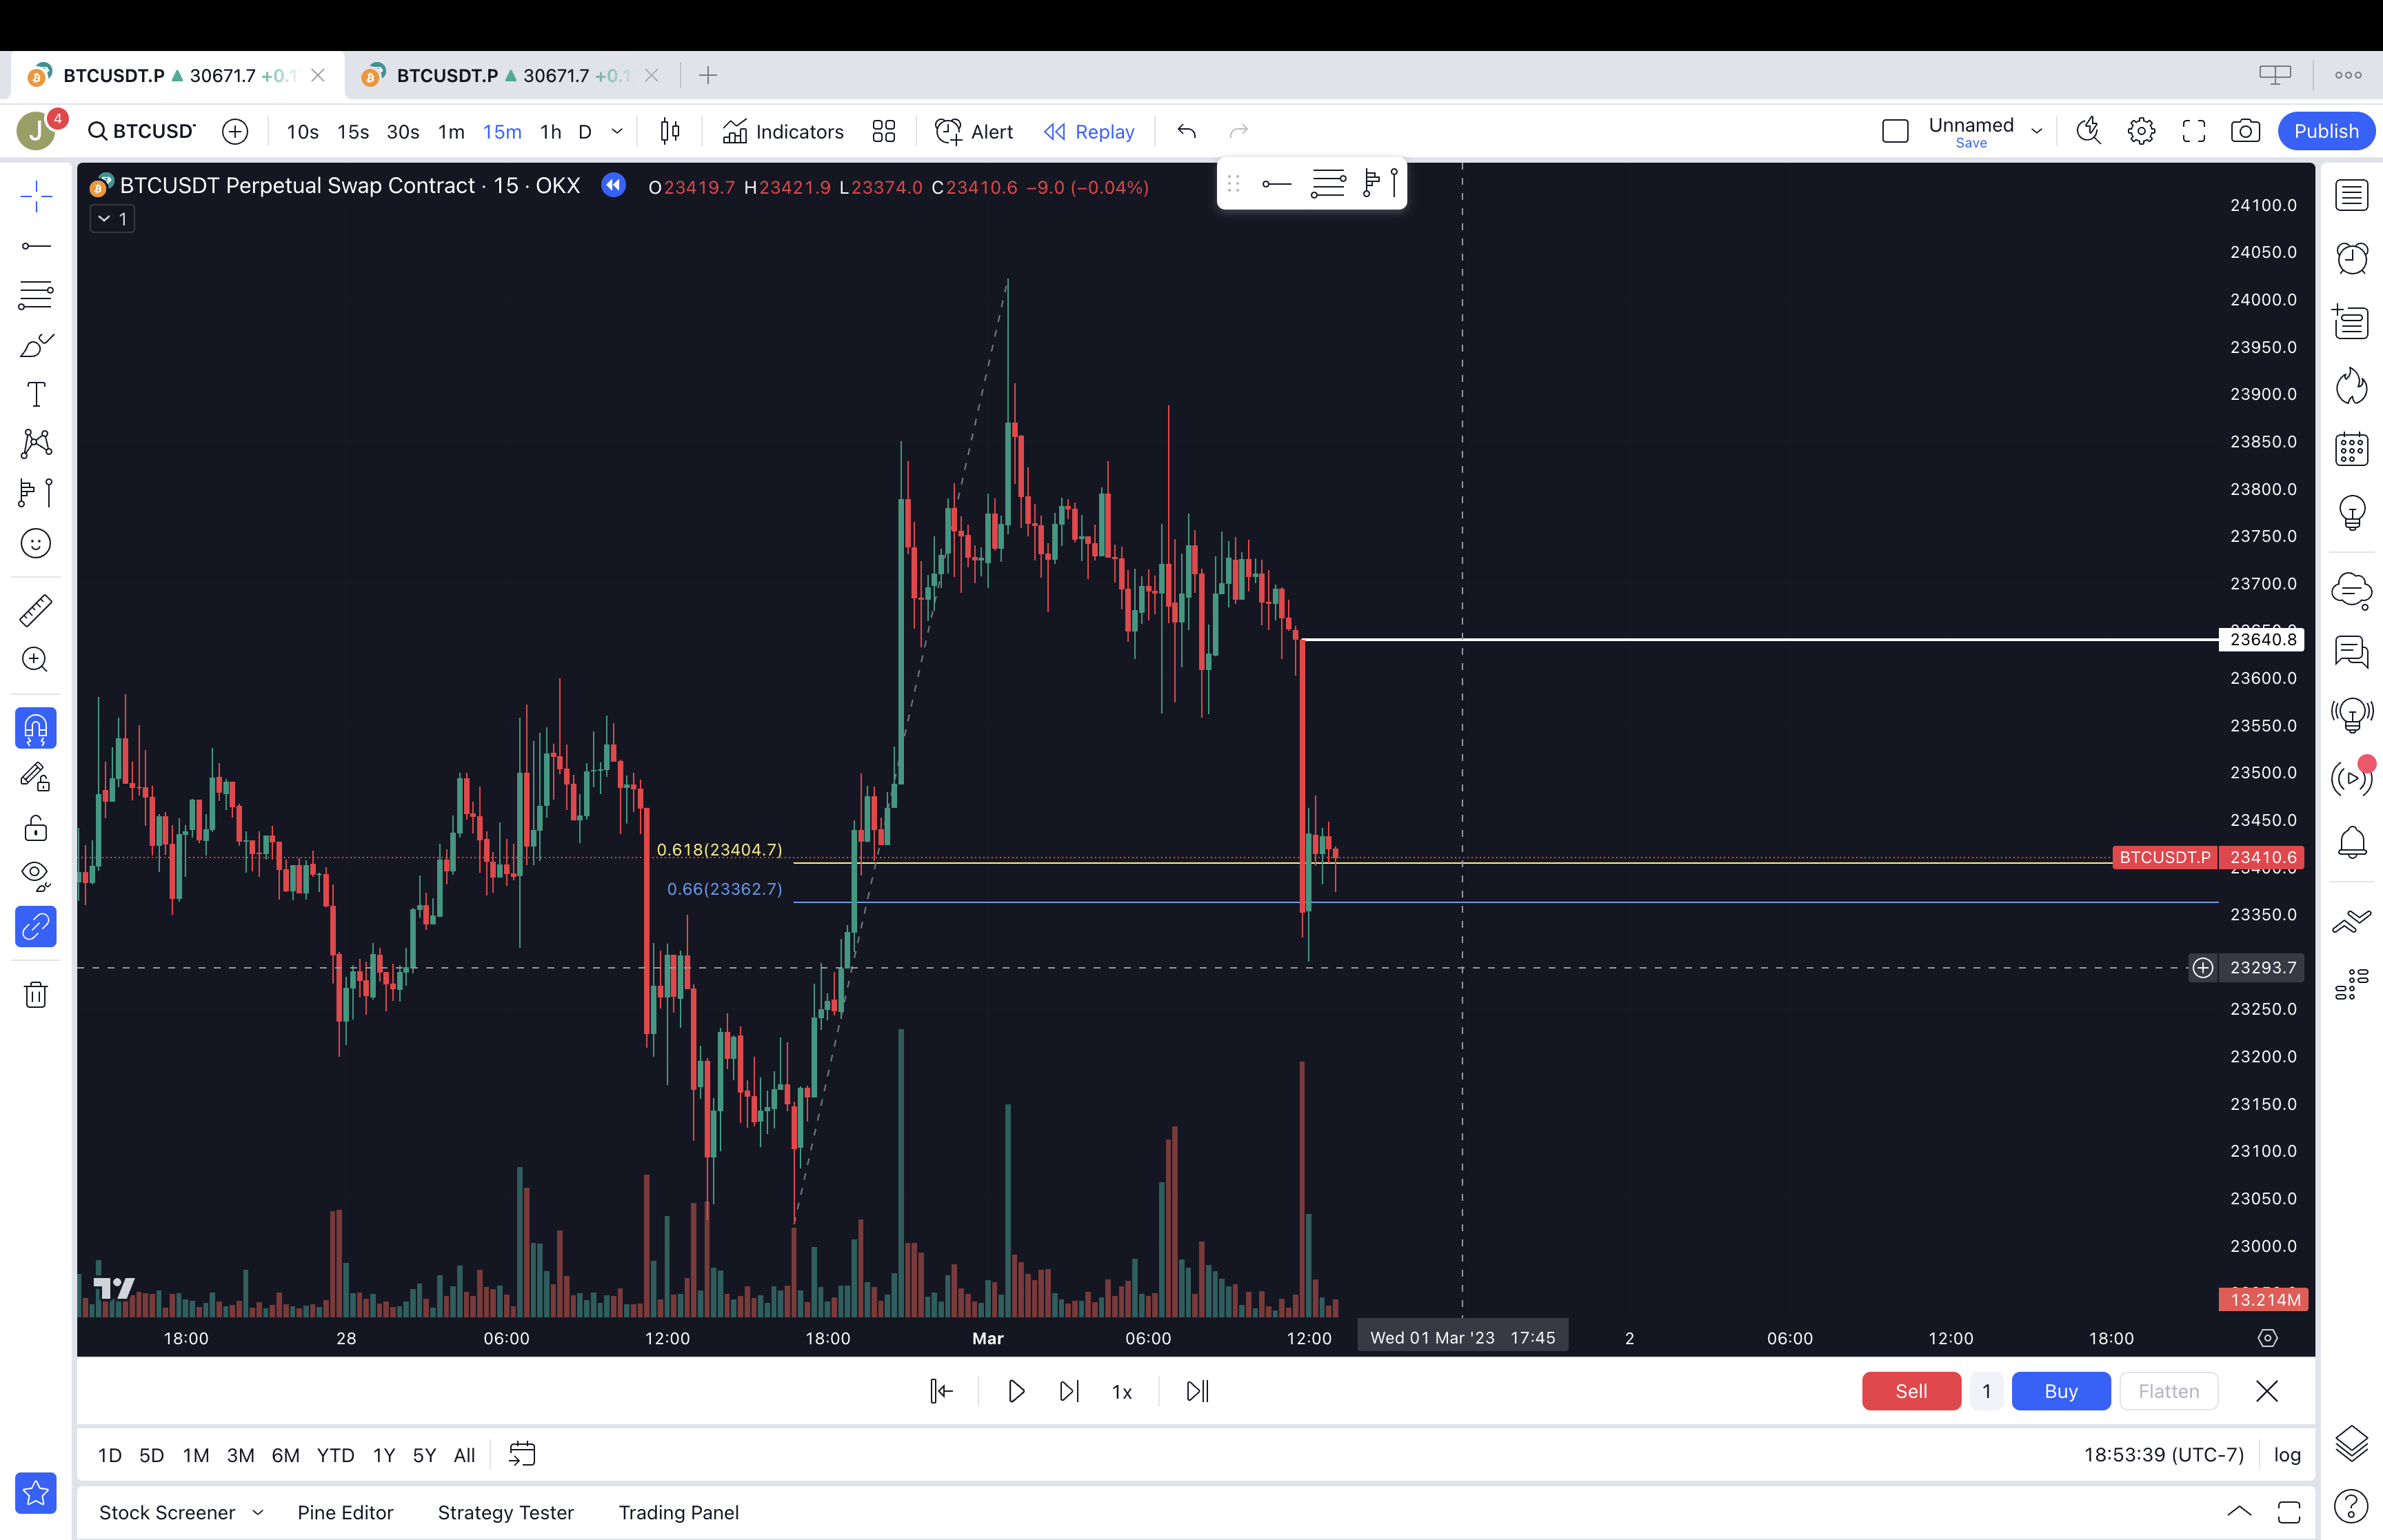 BTCUSDT.P 30671.7 +0.1 BTCUSDT.P 30671.7 +0.1
J 4 BTCUSD 10s 15s 30s 1m 15m 1h D Indicators Alert Replay Unnamed Save Publish
BTCUSDT Perpetual Swap Contract · 15 · OKX O23419.7 H23421.9 L23374.0 C23410.6 −9.0 (−0.04%)
1
24100.0
24050.0
24000.0
23950.0
23900.0
23850.0
23800.0
23750.0
23700.0
23640.8
23600.0
23550.0
23500.0
23450.0
0.618(23404.7)
BTCUSDT.P 23410.6
0.66(23362.7)
23350.0
23293.7
23250.0
23200.0
23150.0
23100.0
23050.0
23000.0
13.214M
18:00 28 06:00 12:00 18:00 Mar 06:00 12:00 Wed 01 Mar '23 17:45 2 06:00 12:00 18:00
1x Sell 1 Buy Flatten
1D 5D 1M 3M 6M YTD 1Y 5Y All 18:53:39 (UTC-7) log
Stock Screener Pine Editor Strategy Tester Trading Panel